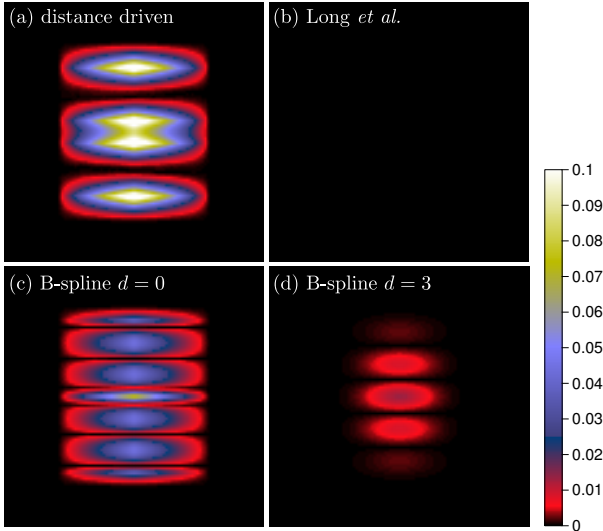 (a) distance driven
(b) Long et al.
(c) B-spline d = 0
(d) B-spline d = 3
0.1
0.09
0.08
0.07
0.06
0.05
0.04
0.03
0.02
0.01
0